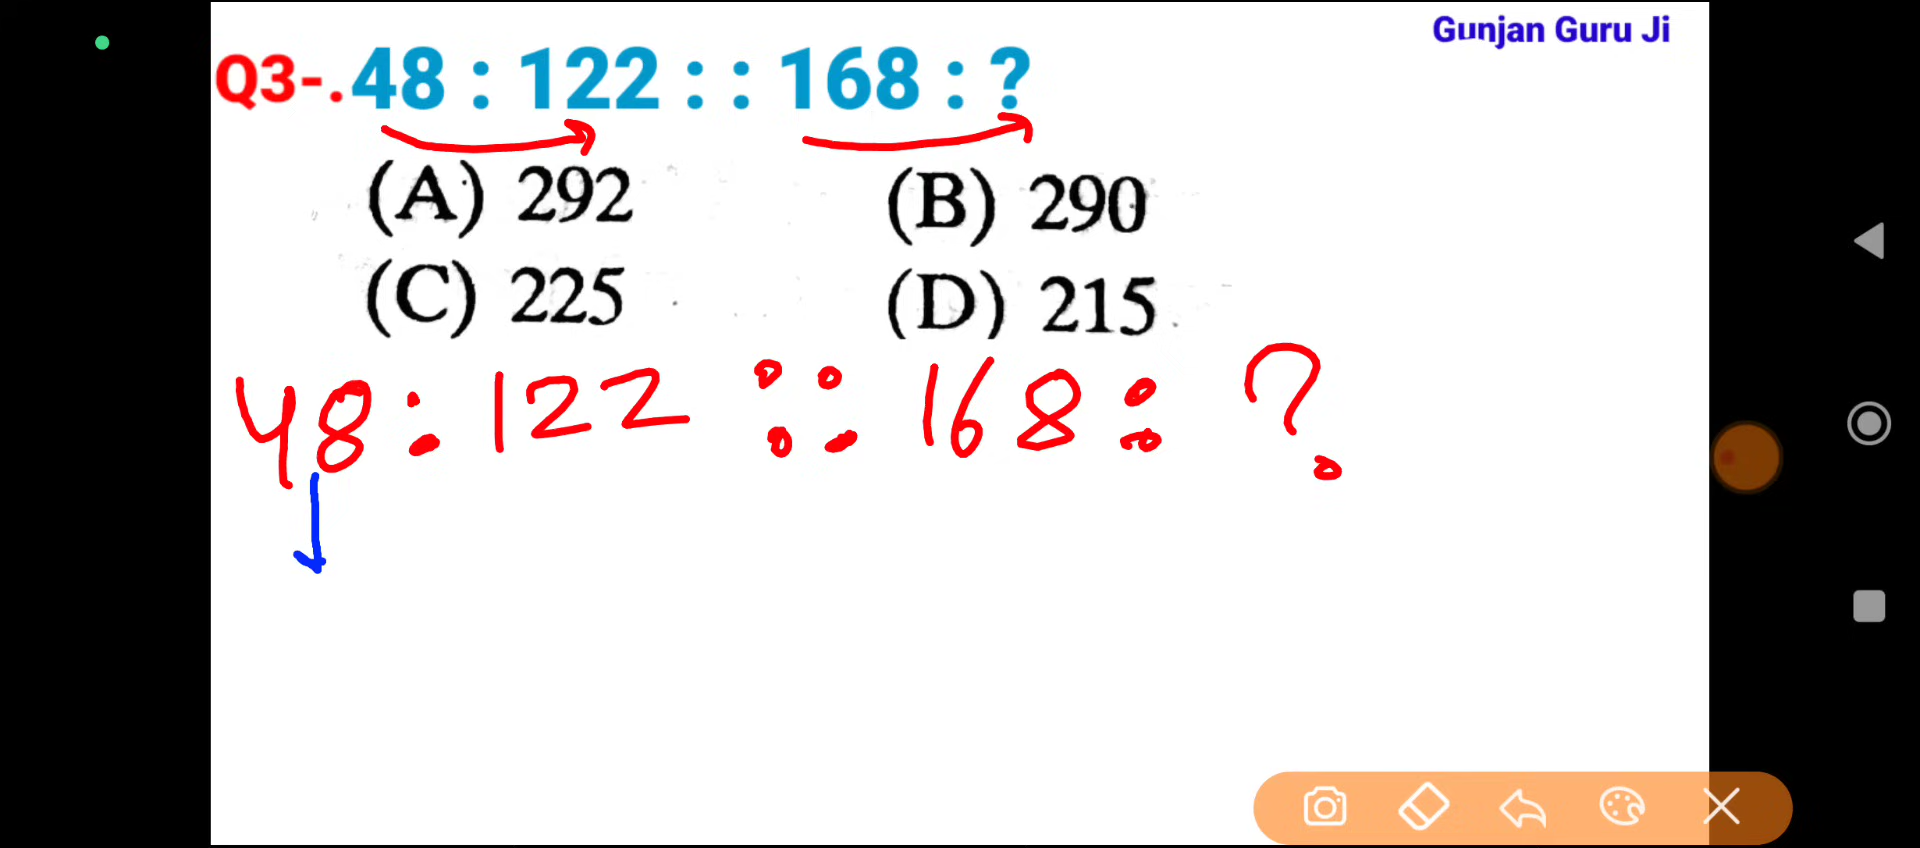 Gunjan Guru Ji
Q3-.48 : 122 : : 168 : ?
(A) 292 (B) 290
(C) 225 (D) 215
48 : 122 :: 168 : ?